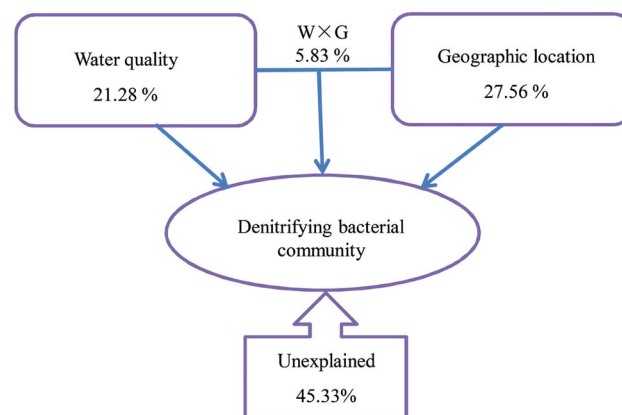 Water quality
21.28 %
W×G
5.83 %
Geographic location
27.56 %
Denitrifying bacterial
community
Unexplained
45.33%